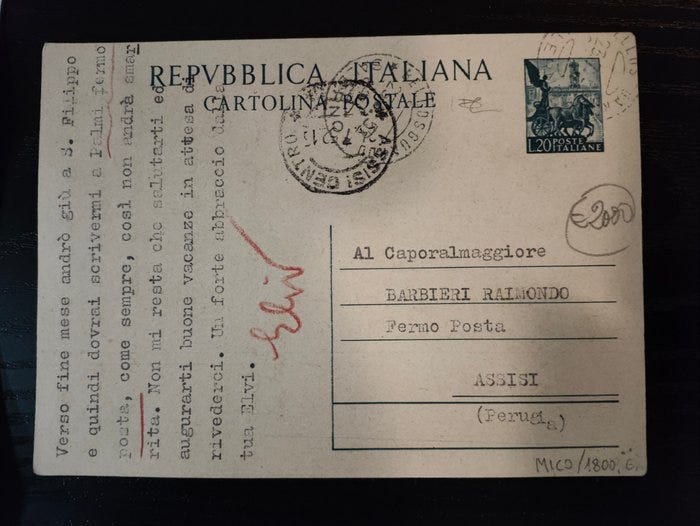 REPVBBLICA ITALIANA
CARTOLINA POSTALE
L.20 POSTE
ITALIANE
ASSISI CENTRO
€2000
Al Caporalmaggiore
BARBIERI RAIMONDO
Fermo Posta
ASSISI
(Perugia)
MICO/1800,
Verso fine mese andrò giù a S. Filippo
e quindi dovrai scrivermi a Palmi fermo
posta, come sempre, così non andrà smar
rita. Non mi resta che salutarti ed
augurarti buone vacanze in attesa di
rivederci. Un forte abbraccio dalla
tua Elvi.
Elvi